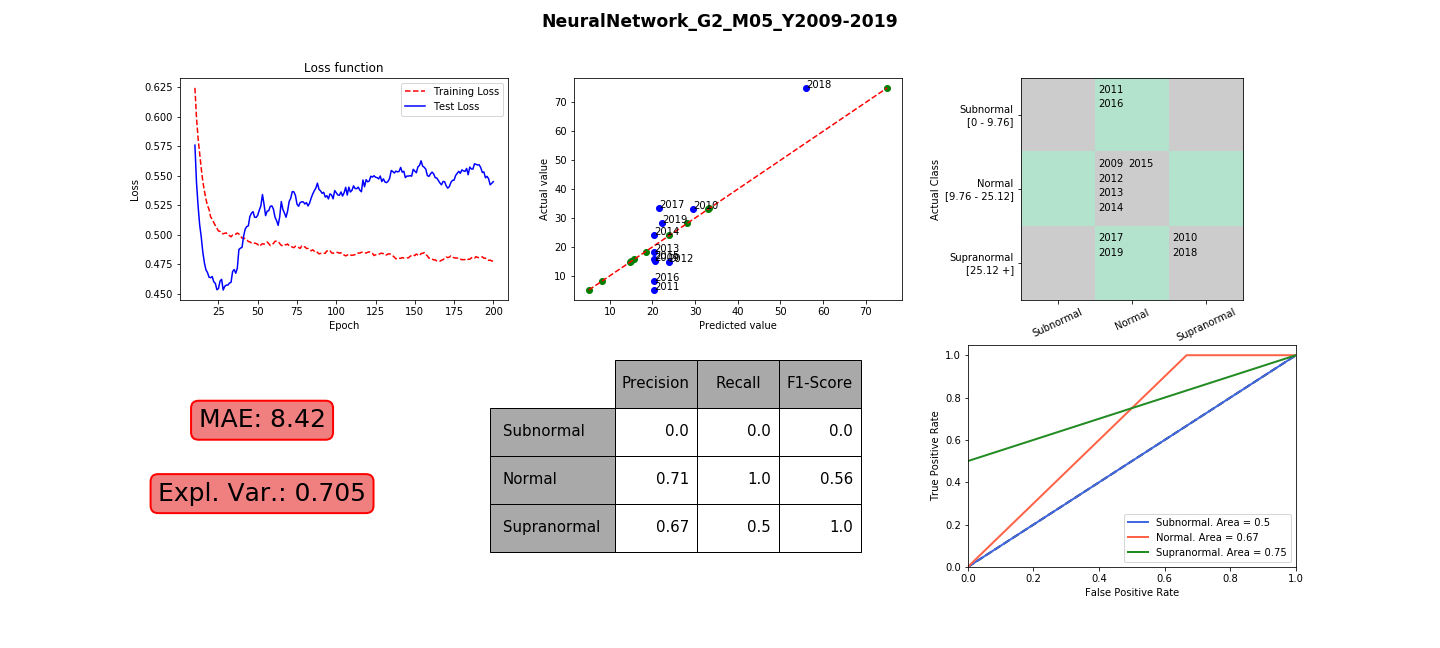 NeuralNetwork_G2_M05_Y2009-2019
Loss function
Training Loss
Test Loss
0.625
0.600
0.575
0.550
0.525
0.500
0.475
0.450
Loss
25 50 75 100 125 150 175 200
Epoch
70
60
50
40
30
20
10
Actual value
2018
2017
2010
2019
2014
2013
2012
2016
2011
10 20 30 40 50 60 70
Predicted value
Actual Class
Subnormal
[0 - 9.76]
Normal
[9.76 - 25.12]
Supranormal
[25.12 +]
2011
2016
2009 2015
2012
2013
2014
2017 2010
2019 2018
Subnormal Normal Supranormal
MAE: 8.42
Expl. Var.: 0.705
Precision Recall F1-Score
Subnormal 0.0 0.0 0.0
Normal 0.71 1.0 0.56
Supranormal 0.67 0.5 1.0
1.0
0.8
0.6
0.4
0.2
0.0
True Positive Rate
Subnormal. Area = 0.5
Normal. Area = 0.67
Supranormal. Area = 0.75
0.0 0.2 0.4 0.6 0.8 1.0
False Positive Rate